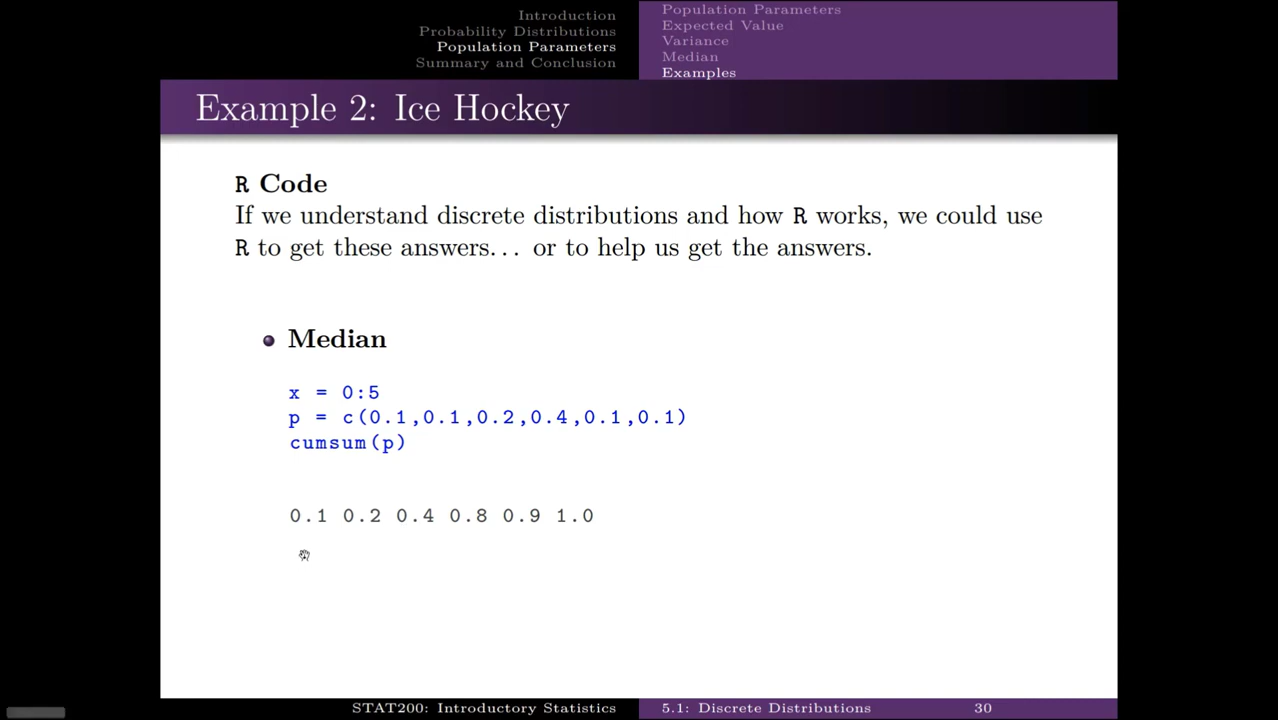 Introduction
Probability Distributions
Population Parameters
Summary and Conclusion
Population Parameters
Expected Value
Variance
Median
Examples
Example 2: Ice Hockey
R Code
If we understand discrete distributions and how R works, we could use
R to get these answers... or to help us get the answers.
Median
x = 0:5
p = c(0.1,0.1,0.2,0.4,0.1,0.1)
cumsum(p)
0.1 0.2 0.4 0.8 0.9 1.0
STAT200: Introductory Statistics
5.1: Discrete Distributions
30